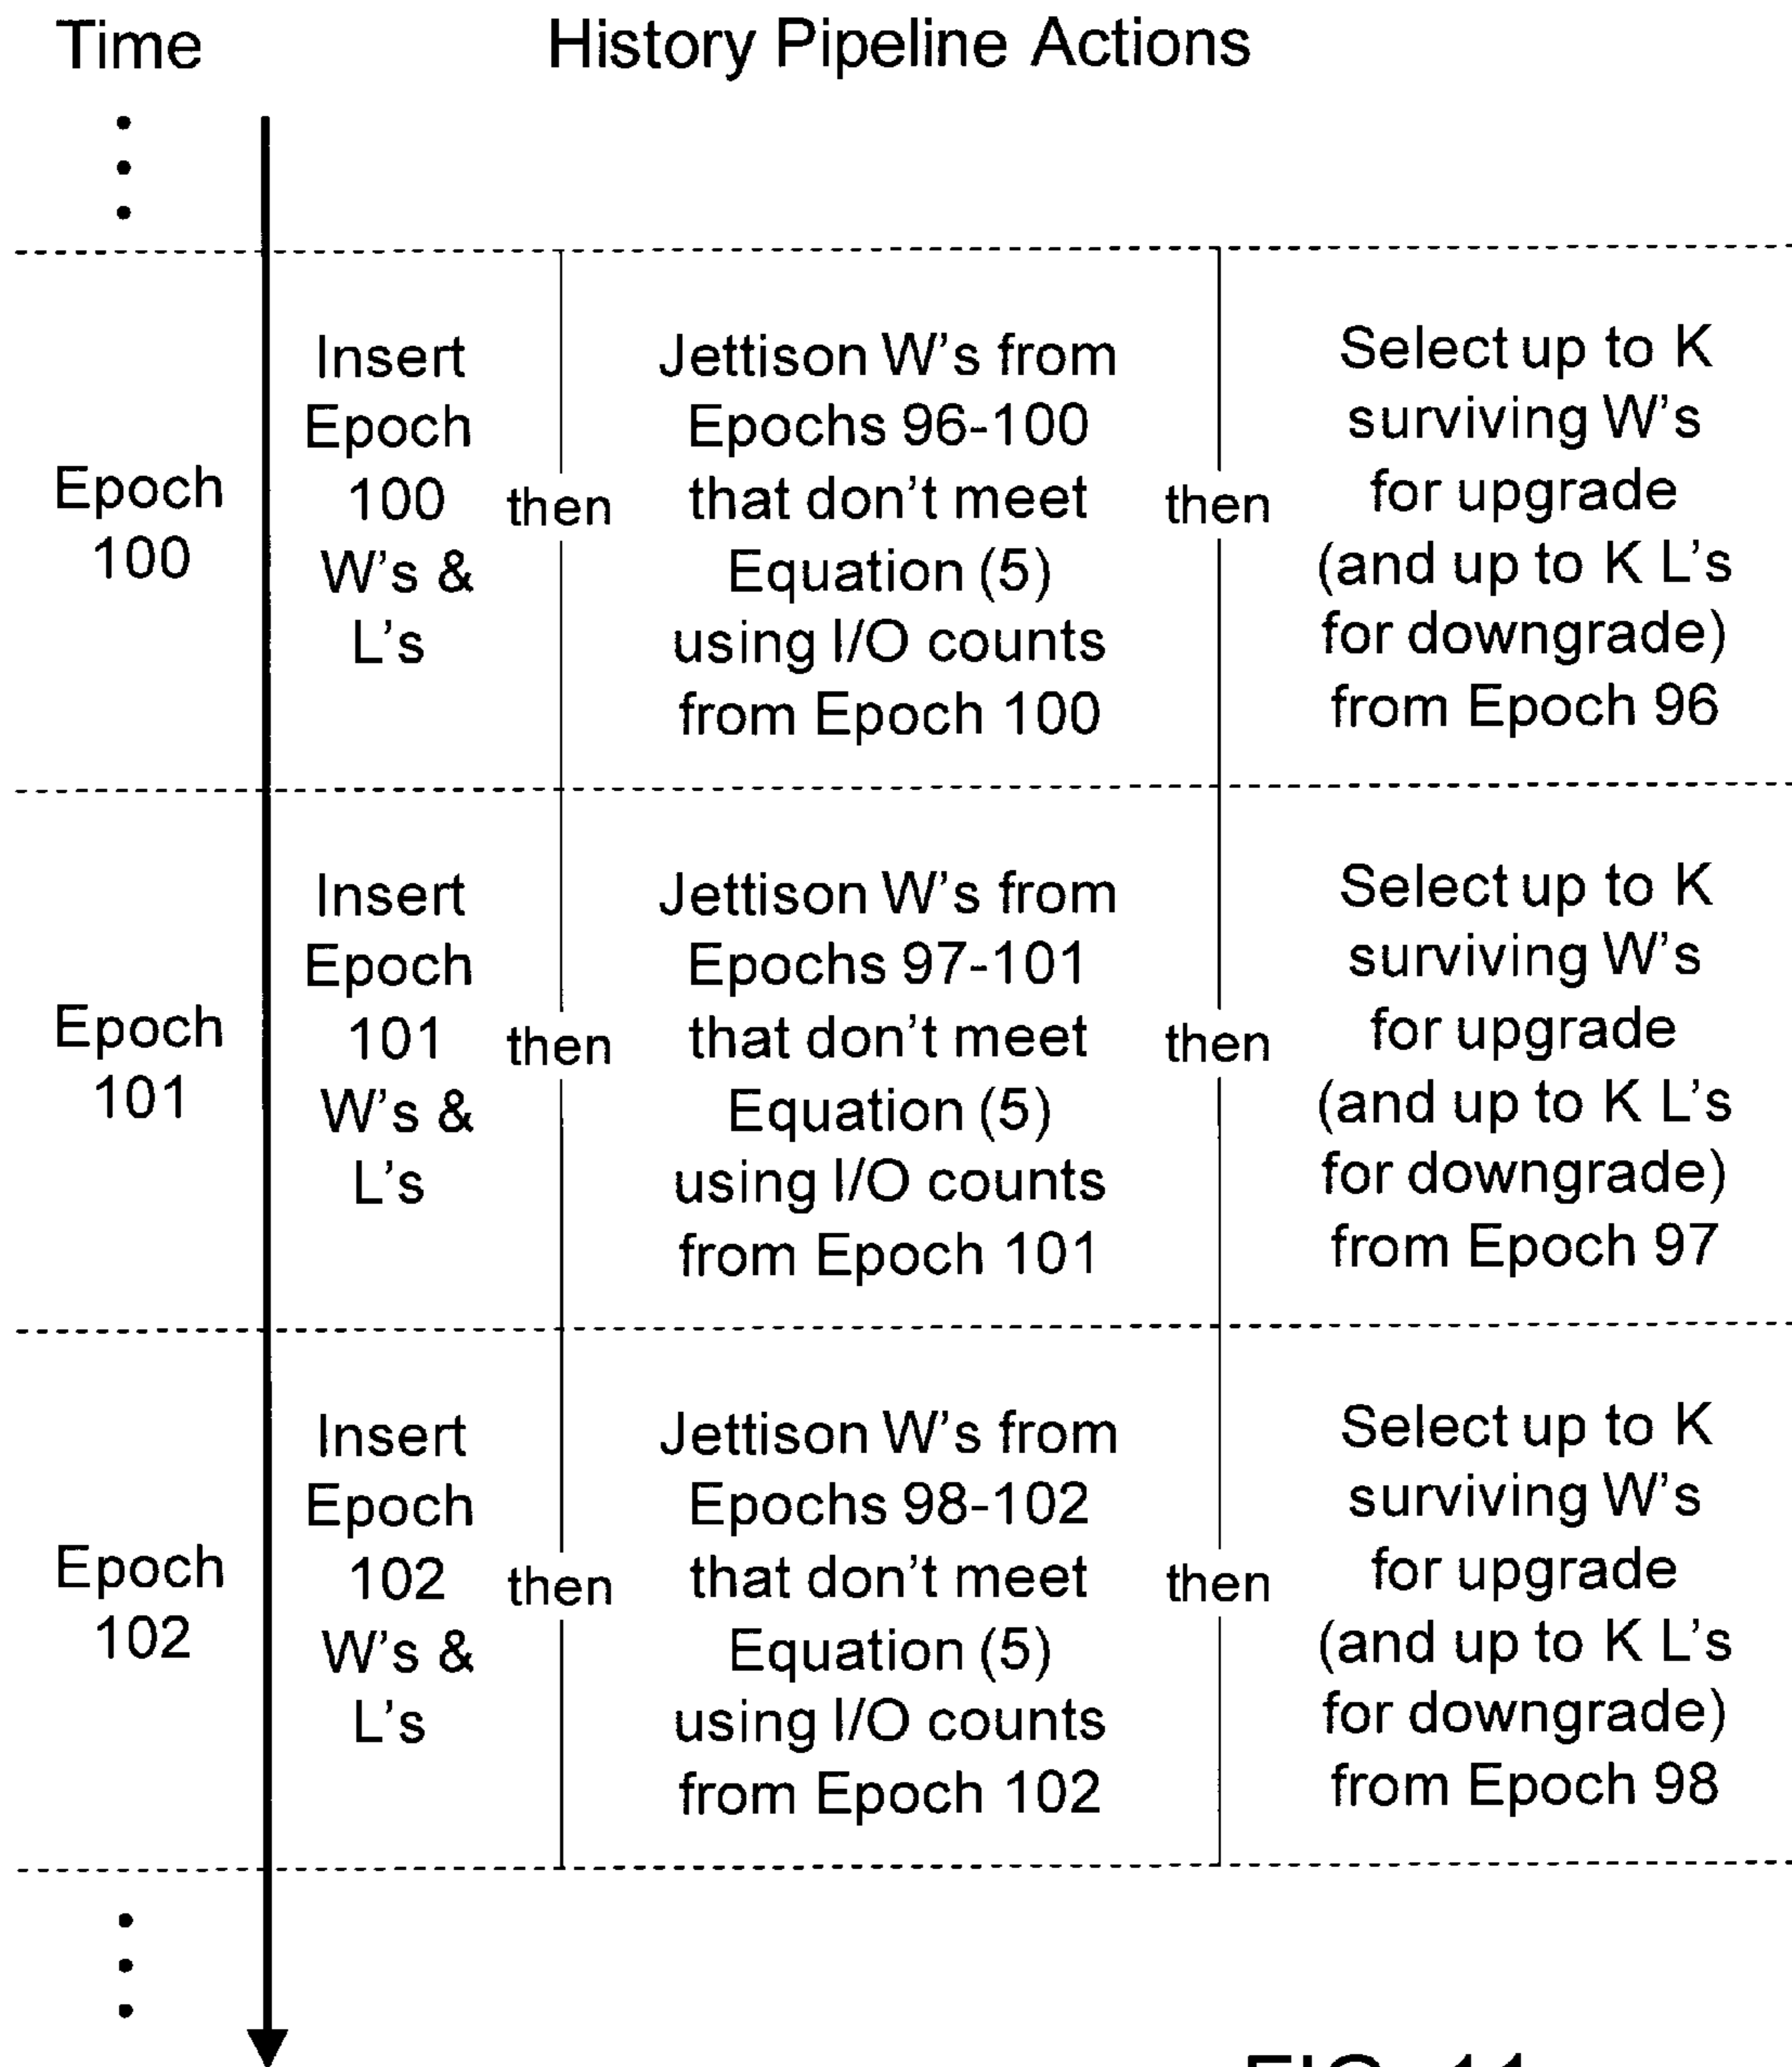 Time
History Pipeline Actions
Epoch
100
Insert
Epoch
100
W's &
L's
then
Jettison W's from
Epochs 96-100
that don't meet
Equation (5)
using I/O counts
from Epoch 100
then
Select up to K
surviving W's
for upgrade
(and up to K L's
for downgrade)
from Epoch 96
Epoch
101
Insert
Epoch
101
W's &
L's
then
Jettison W's from
Epochs 97-101
that don't meet
Equation (5)
using I/O counts
from Epoch 101
then
Select up to K
surviving W's
for upgrade
(and up to K L's
for downgrade)
from Epoch 97
Epoch
102
Insert
Epoch
102
W's &
L's
then
Jettison W's from
Epochs 98-102
that don't meet
Equation (5)
using I/O counts
from Epoch 102
then
Select up to K
surviving W's
for upgrade
(and up to K L's
for downgrade)
from Epoch 98
FIG. 11